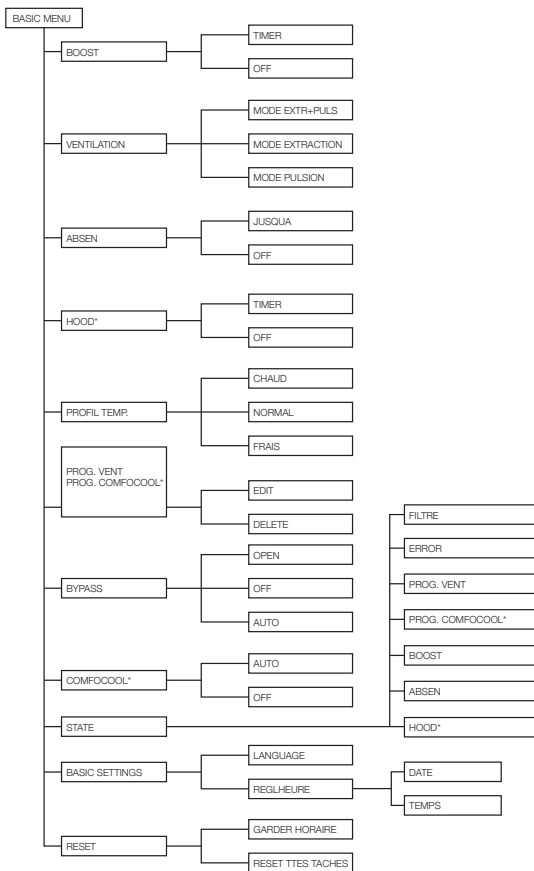 BASIC MENU
BOOST
TIMER
OFF
VENTILATION
MODE EXTR+PULS
MODE EXTRACTION
MODE PULSION
ABSEN
JUSQUA
OFF
HOOD*
TIMER
OFF
PROFIL TEMP.
CHAUD
NORMAL
FRAIS
PROG. VENT
PROG. COMFOCOOL*
EDIT
DELETE
BYPASS
OPEN
OFF
AUTO
COMFOCOOL*
AUTO
OFF
STATE
FILTRE
ERROR
PROG. VENT
PROG. COMFOCOOL*
BOOST
ABSEN
HOOD*
BASIC SETTINGS
LANGUAGE
REGLHEURE
DATE
TEMPS
RESET
GARDER HORAIRE
RESET TTES TACHES